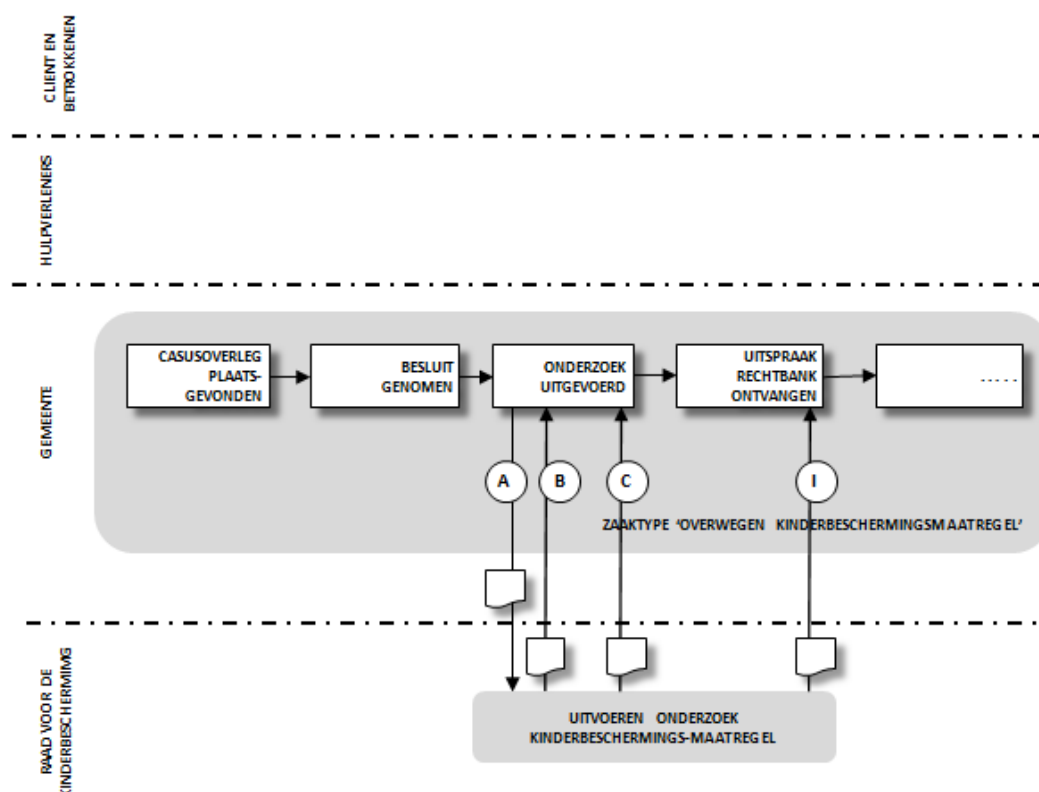 CLIENT EN
BETROKKENEN
HULPVERLENERS
GEMEENTE
CASUSOVERLEG
PLAATS-
GEVONDEN
BESLUIT
GENOMEN
ONDERZOEK
UITGEVOERD
UITSPRAAK
RECHTBANK
ONTVANGEN
.....
A
B
C
I
ZAAKTYPE ‘OVERWEGEN KINDERBESCHERMINGSMAATREGEL’
RAAD VOOR DE
KINDERBESCHERMIMG
UITVOEREN ONDERZOEK
KINDERBESCHERMINGS-MAATREGEL